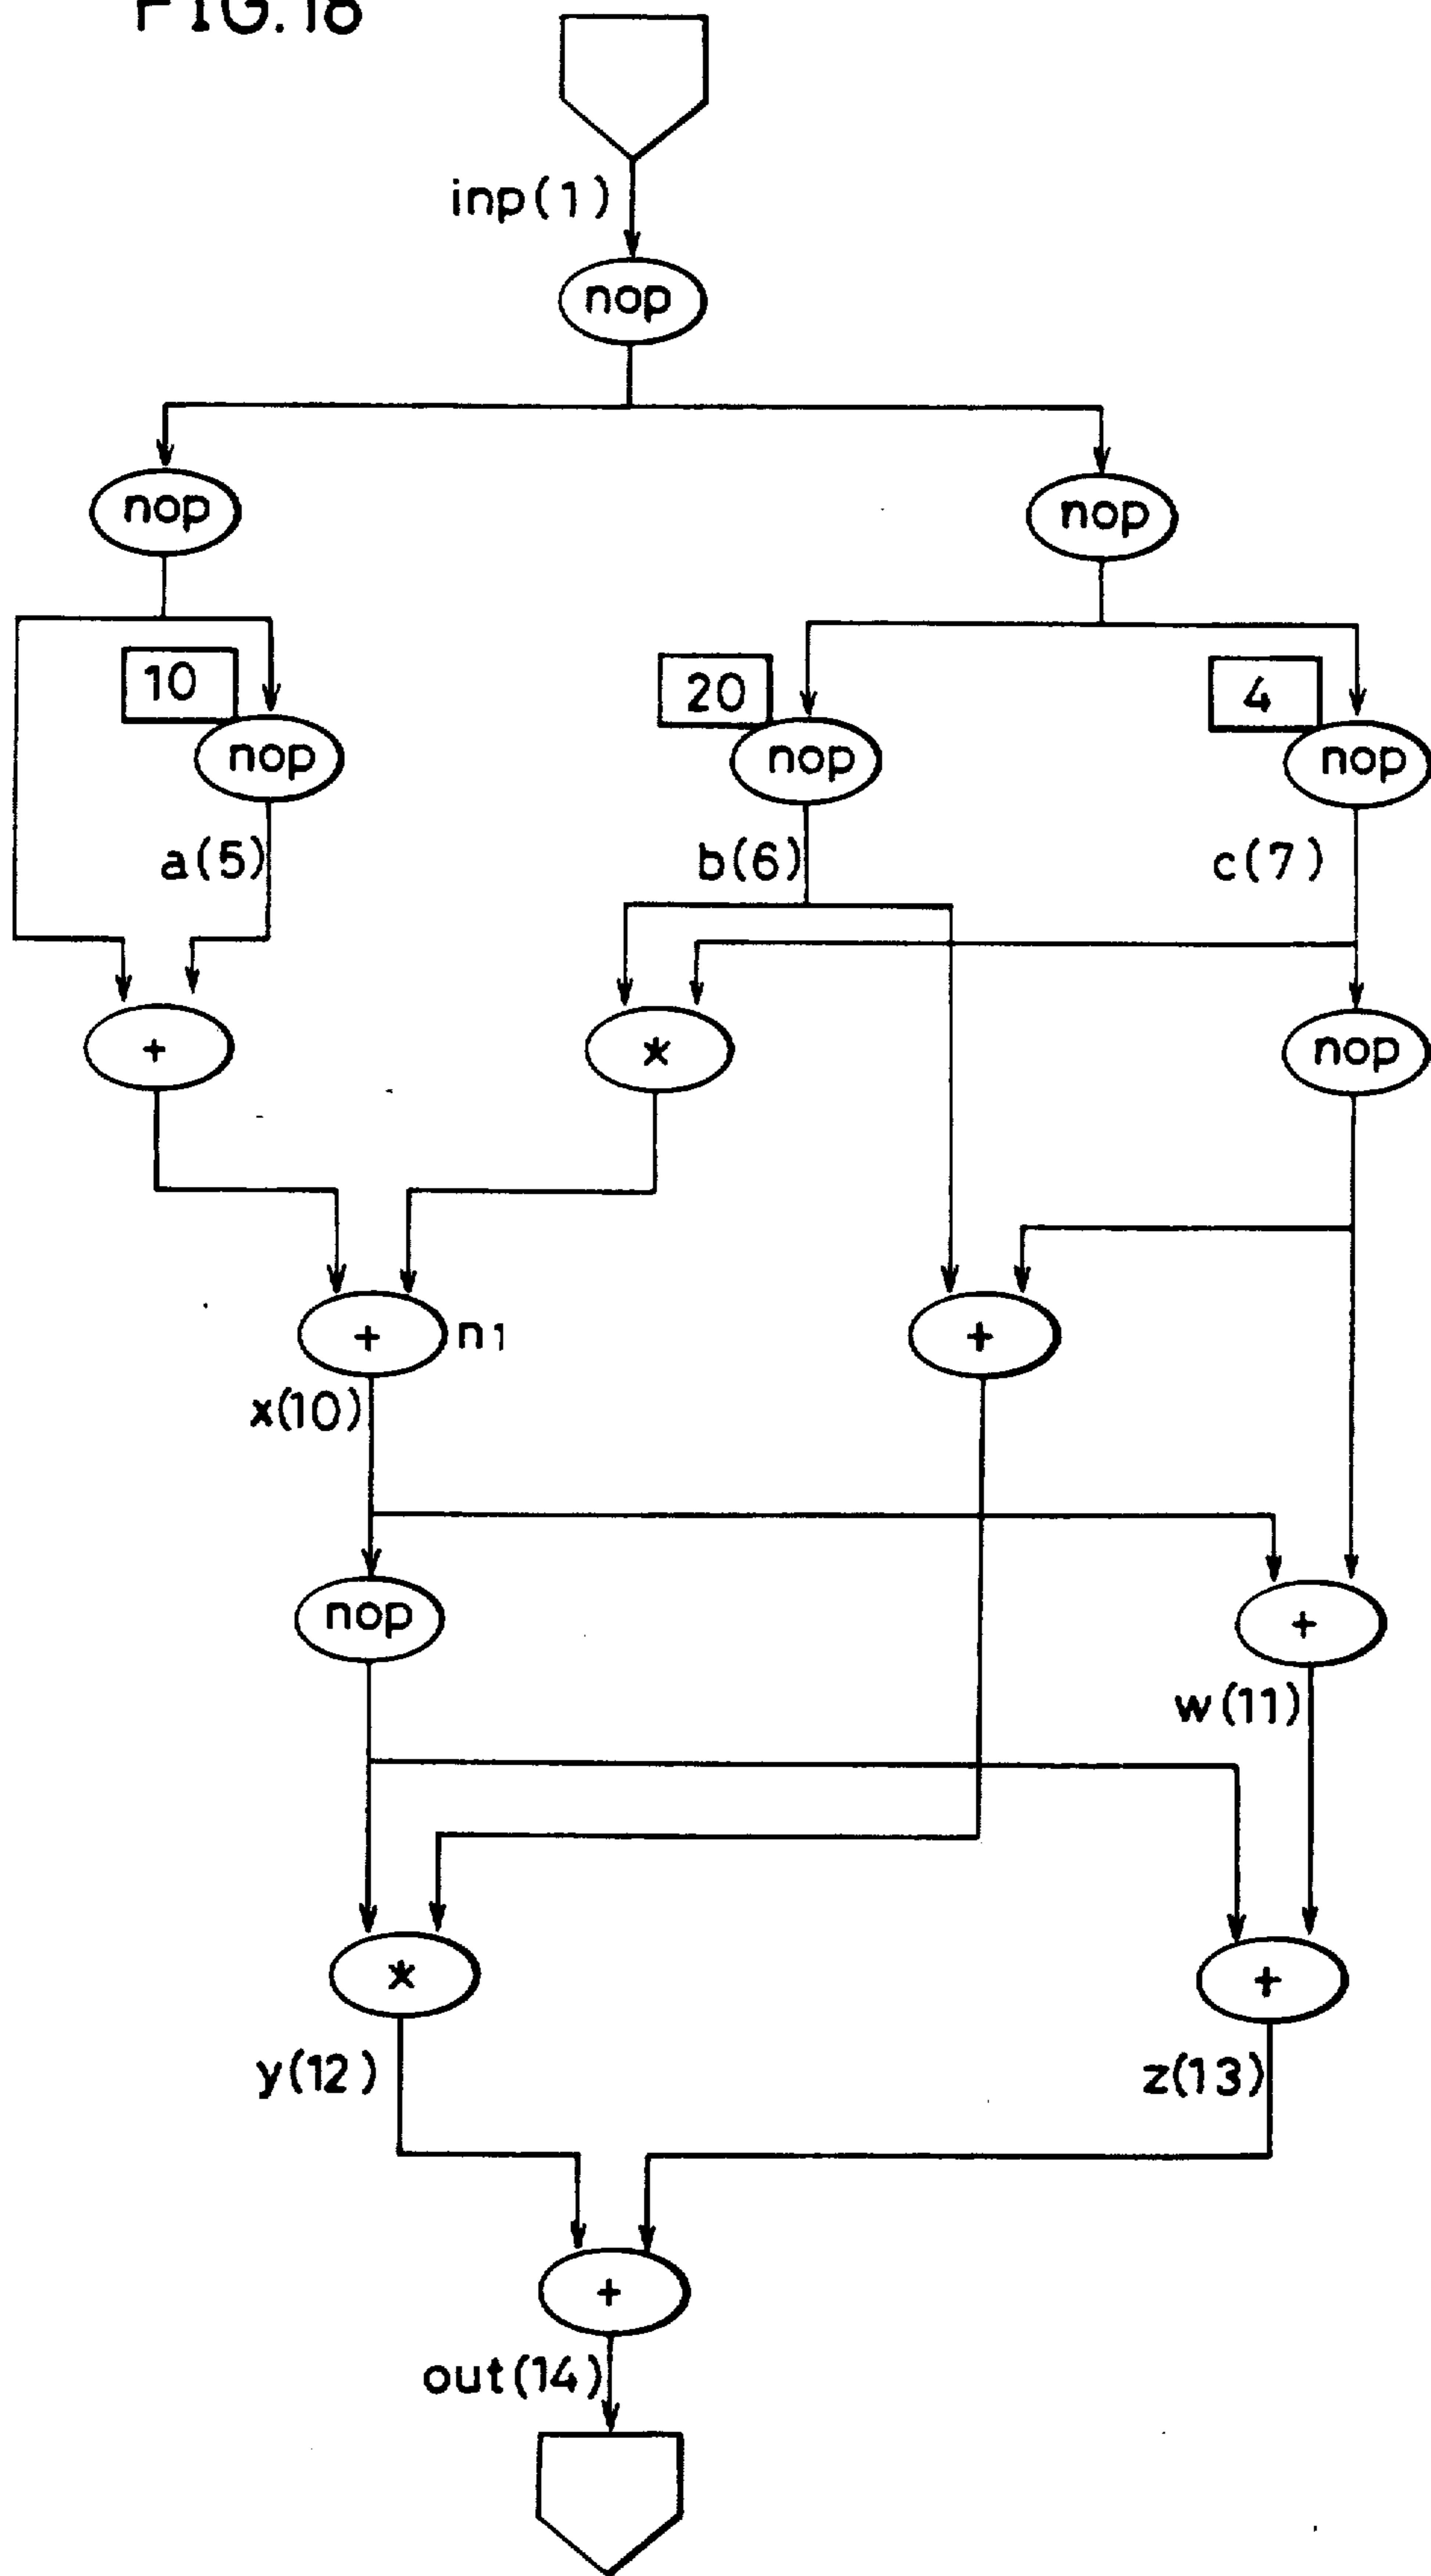 FIG.18
inp(1)
nop
nop
nop
10
20
4
nop
nop
nop
a(5)
b(6)
c(7)
+
*
nop
+
n1
+
x(10)
nop
+
w(11)
*
+
y(12)
z(13)
+
out(14)